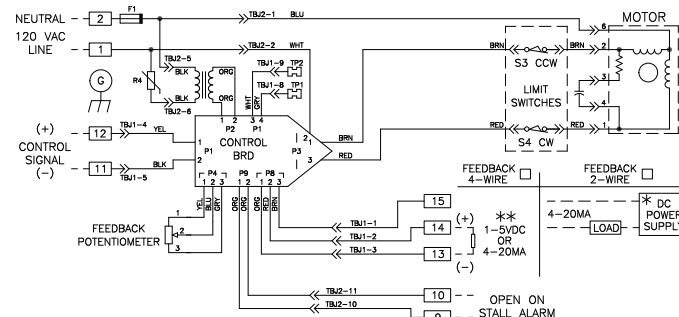 NEUTRAL 2 F1 TBJ2-1 BLU 6 MOTOR
120 VAC
LINE 1 TBJ2-2 WHT BRN S3 CCW BRN 2
TBJ2-5 BLK ORG TBJ1-9 TP2
R4 TBJ1-8 TP1
G BLK ORG WHT GRY
TBJ2-6
LIMIT
SWITCHES
3
4
1 2 3 4
P2 P1
(+) 12 TBJ1-4 YEL 1 CONTROL 2 1 BRN RED S4 CW RED 1
CONTROL P1 BRD P3
SIGNAL 2 3 RED
(-) 11 BLK
TBJ1-5
P4 P9 P8
1 2 3 1 2 1 2 3
YEL BLU GRY ORG ORG ORG RED BRN
FEEDBACK
4-WIRE
FEEDBACK
2-WIRE
FEEDBACK
POTENTIOMETER
1
2
3
TBJ1-1 15
TBJ1-2 14 (+)
TBJ1-3 13 (-)
**
1-5VDC
OR
4-20MA
4-20MA
LOAD
* DC
POWER
SUPPLY
TBJ2-11 10 OPEN ON
TBJ2-10 9 STALL ALARM